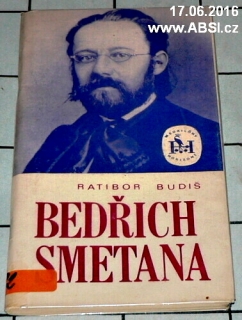 17.06.2016
www.ABSI.cz
RATIBOR BUDIŠ
BEDŘICH
SMETANA